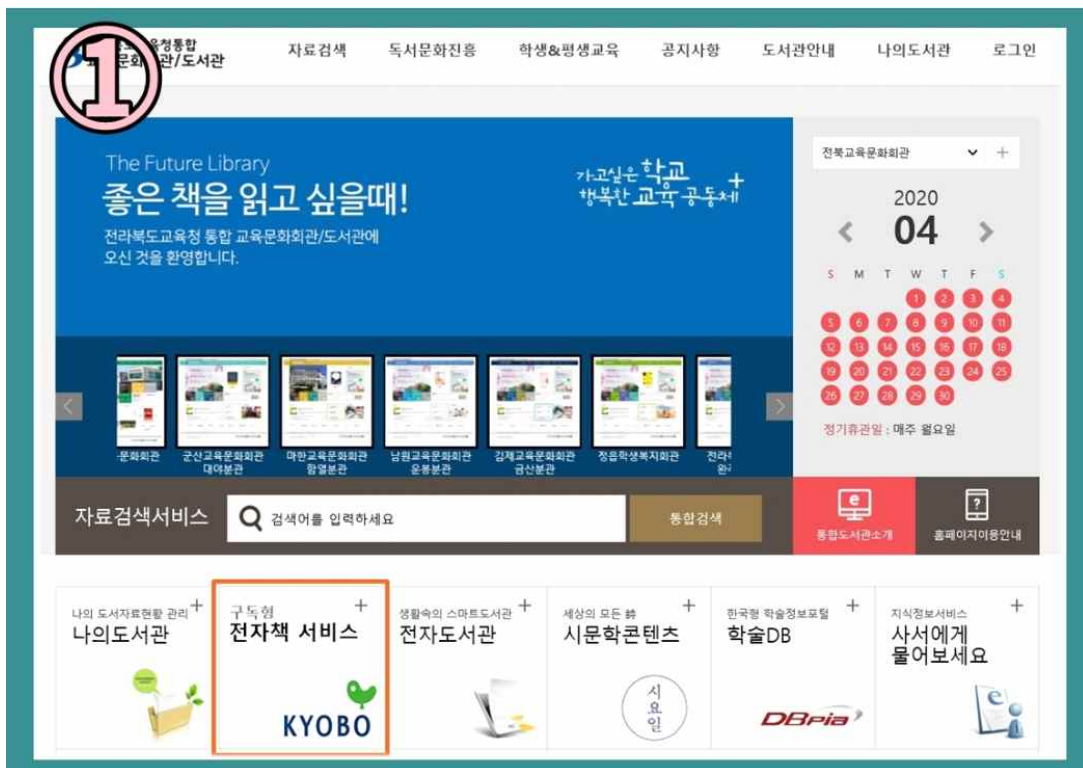 ①
청통합
관/도서관
자료검색 독서문화진흥 학생&평생교육 공지사항 도서관안내 나의도서관 로그인
The Future Library
좋은 책을 읽고 싶을때!
전라북도교육청 통합 교육문화회관/도서관에
오신 것을 환영합니다.
가고싶은 학교
행복한 교육 공동체
전북교육문화회관
2020
04
S M T W T F S
1 2 3 4
5 6 7 8 9 10 11
12 13 14 15 16 17 18
19 20 21 22 23 24 25
26 27 28 29 30
정기휴관일 : 매주 월요일
문화회관
군산교육문화회관
대야분관
마한교육문화회관
함열분관
남원교육문화회관
운봉분관
김제교육문화회관
금산분관
정읍학생복지회관
자료검색서비스
검색어를 입력하세요
통합검색
통합도서관소개
홈페이지이용안내
나의 도서자료현황 관리
나의도서관
구독형
전자책 서비스
KYOBO
생활속의 스마트도서관
전자도서관
세상의 모든 詩
시문학콘텐츠
시
요
일
한국형 학술정보포털
학술DB
DBpia
지식정보서비스
사서에게
물어보세요